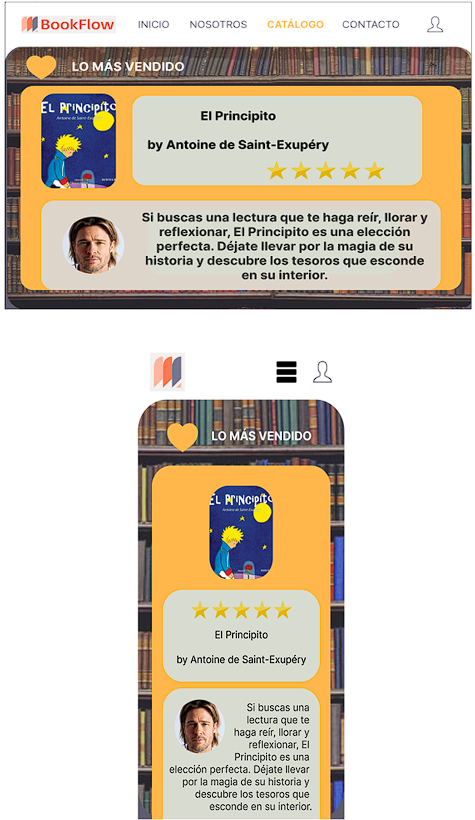 BookFlow INICIO NOSOTROS CATÁLOGO CONTACTO
LO MÁS VENDIDO
EL PRINCIPITO
Antoine de Saint-Exupéry
El Principito
by Antoine de Saint-Exupéry
Si buscas una lectura que te haga reír, llorar y
reflexionar, El Principito es una elección
perfecta. Déjate llevar por la magia de su
historia y descubre los tesoros que esconde
en su interior.
LO MÁS VENDIDO
EL PRINCIPITO
Antoine de Saint-Exupéry
El Principito
by Antoine de Saint-Exupéry
Si buscas una
lectura que te
haga reír, llorar y
reflexionar, El
Principito es una
elección perfecta. Déjate llevar
por la magia de su historia y
descubre los tesoros que
esconde en su interior.